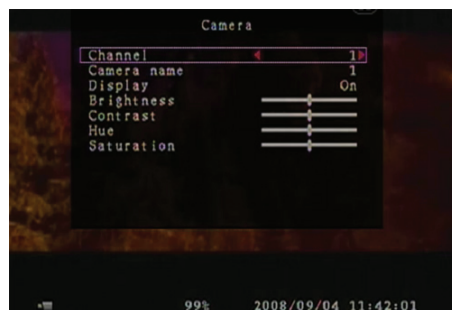 Camera
Channel 1
Camera name 1
Display On
Brightness
Contrast
Hue
Saturation
99% 2008/09/04 11:42:01